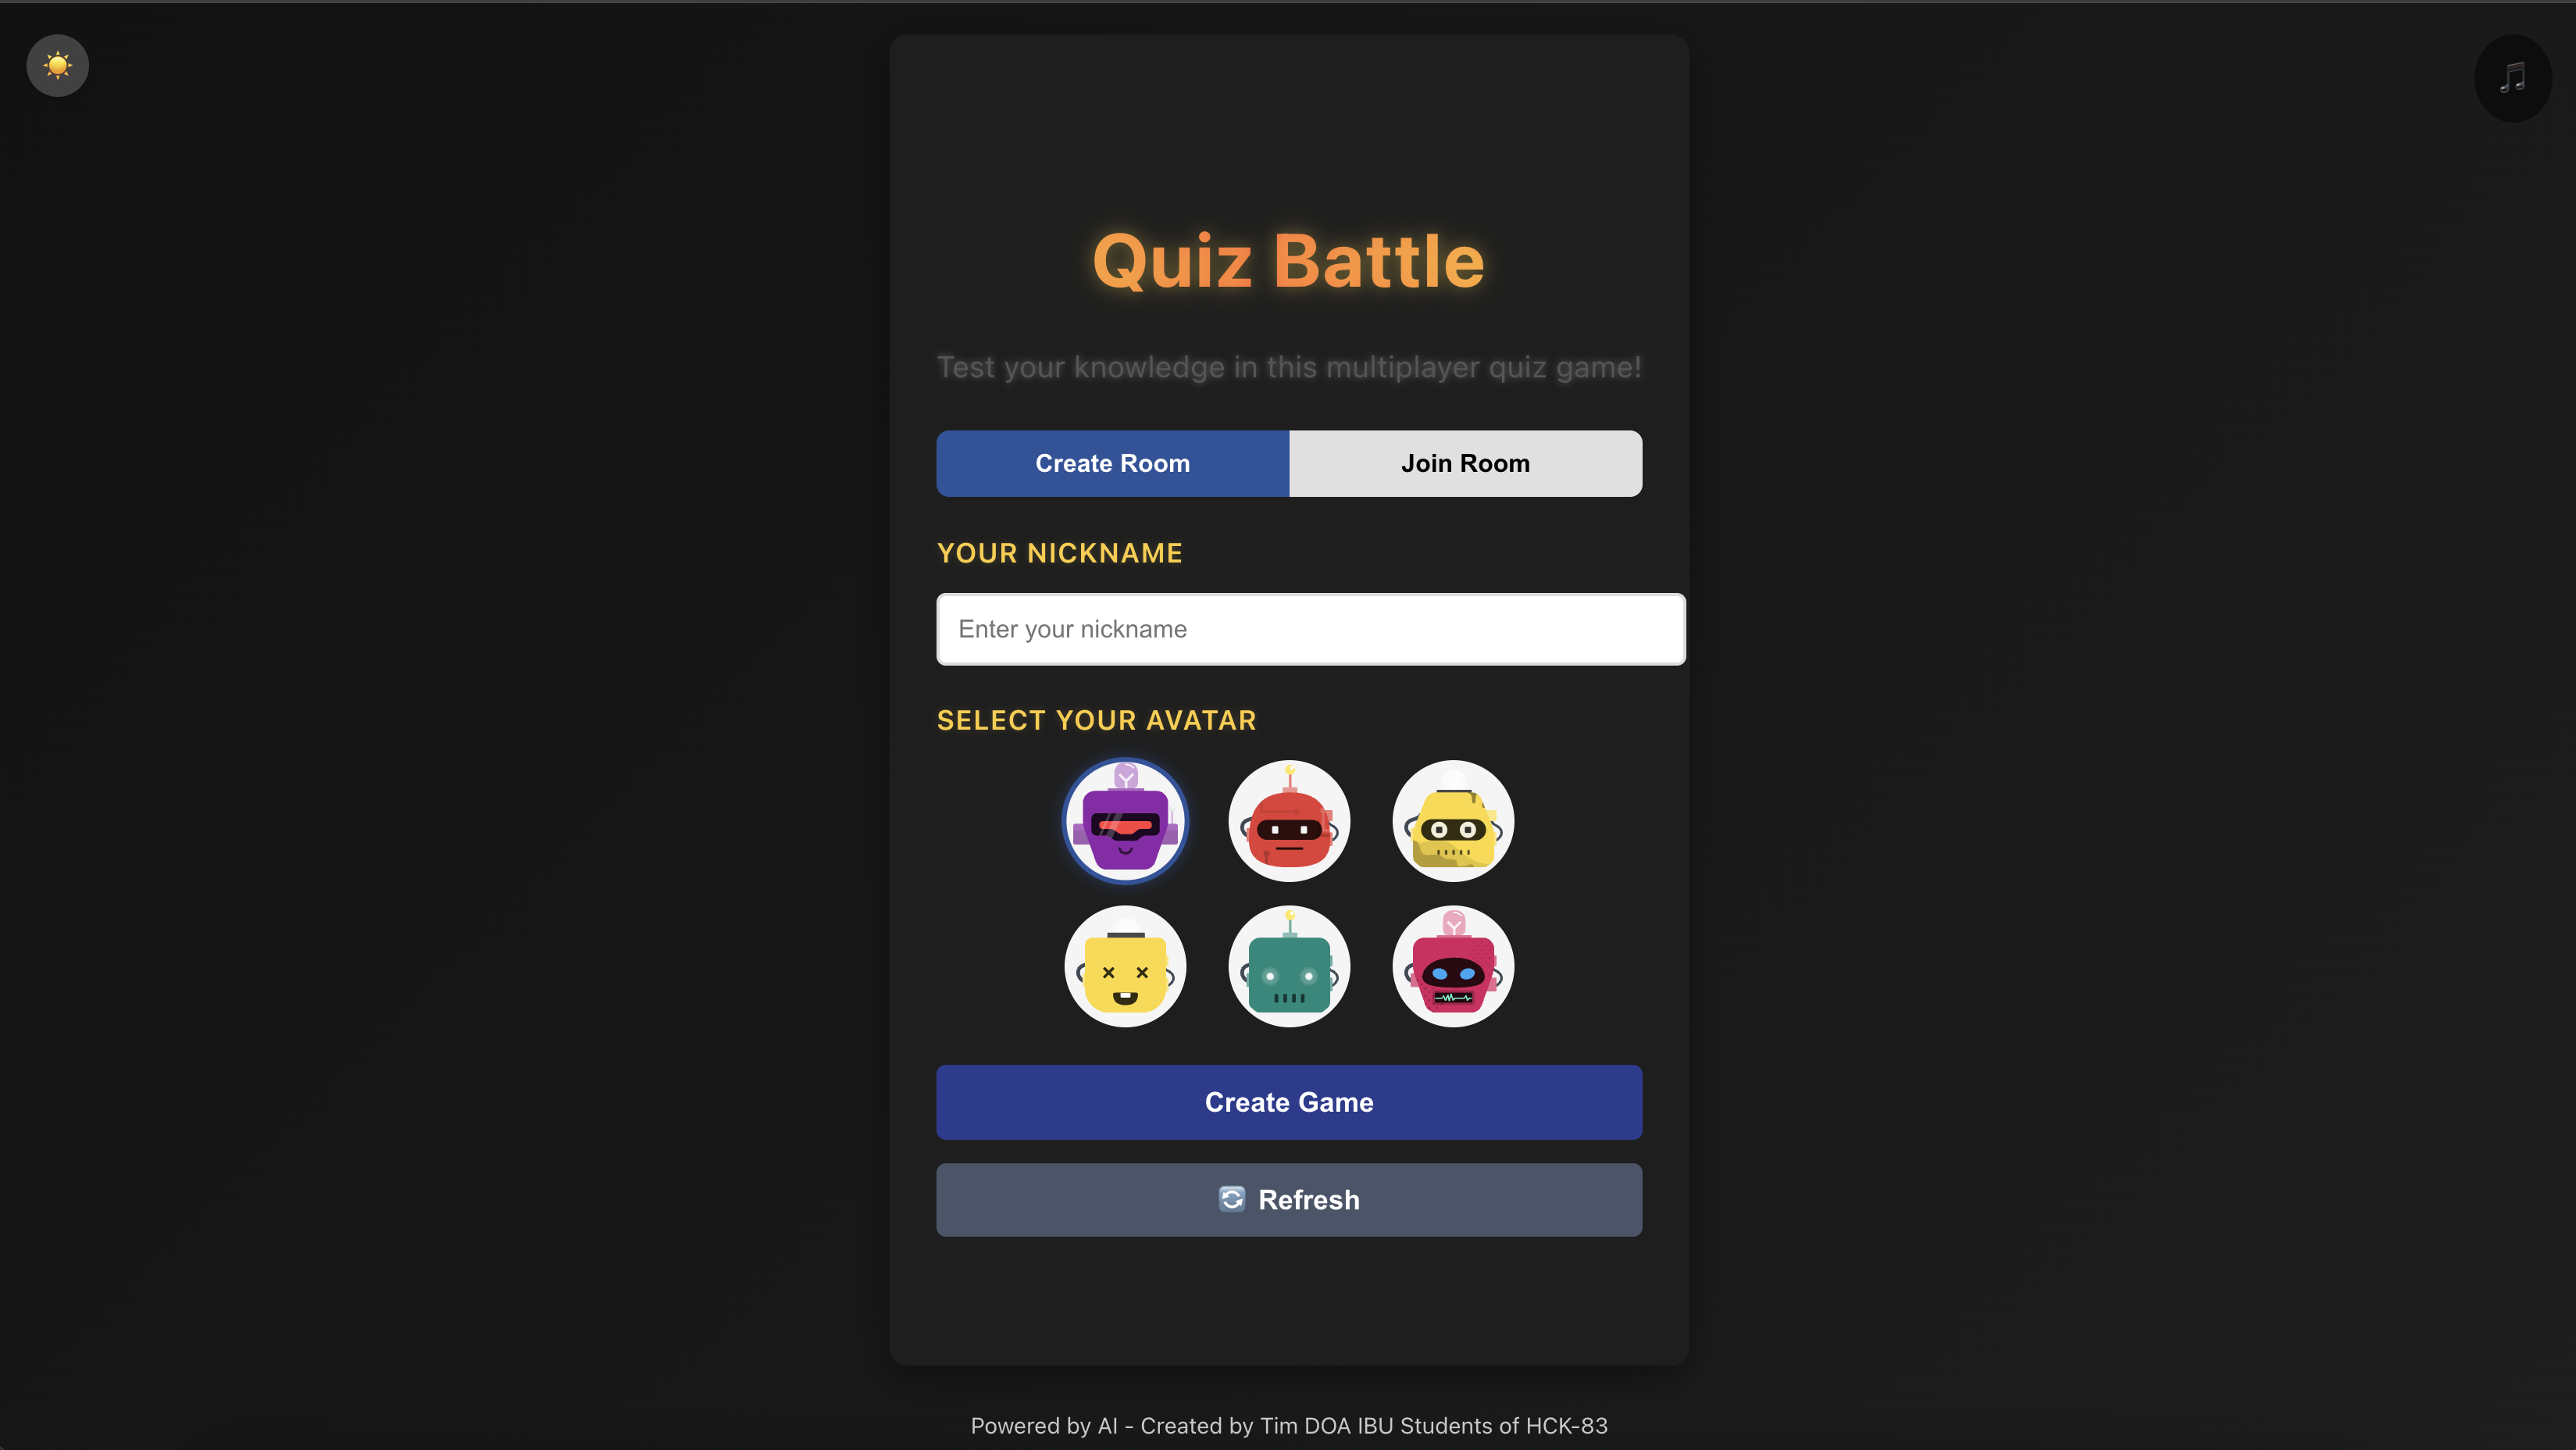 Quiz Battle
Test your knowledge in this multiplayer quiz game!
Create Room
Join Room
YOUR NICKNAME
Enter your nickname
SELECT YOUR AVATAR
Create Game
Refresh
Powered by AI - Created by Tim DOA IBU Students of HCK-83